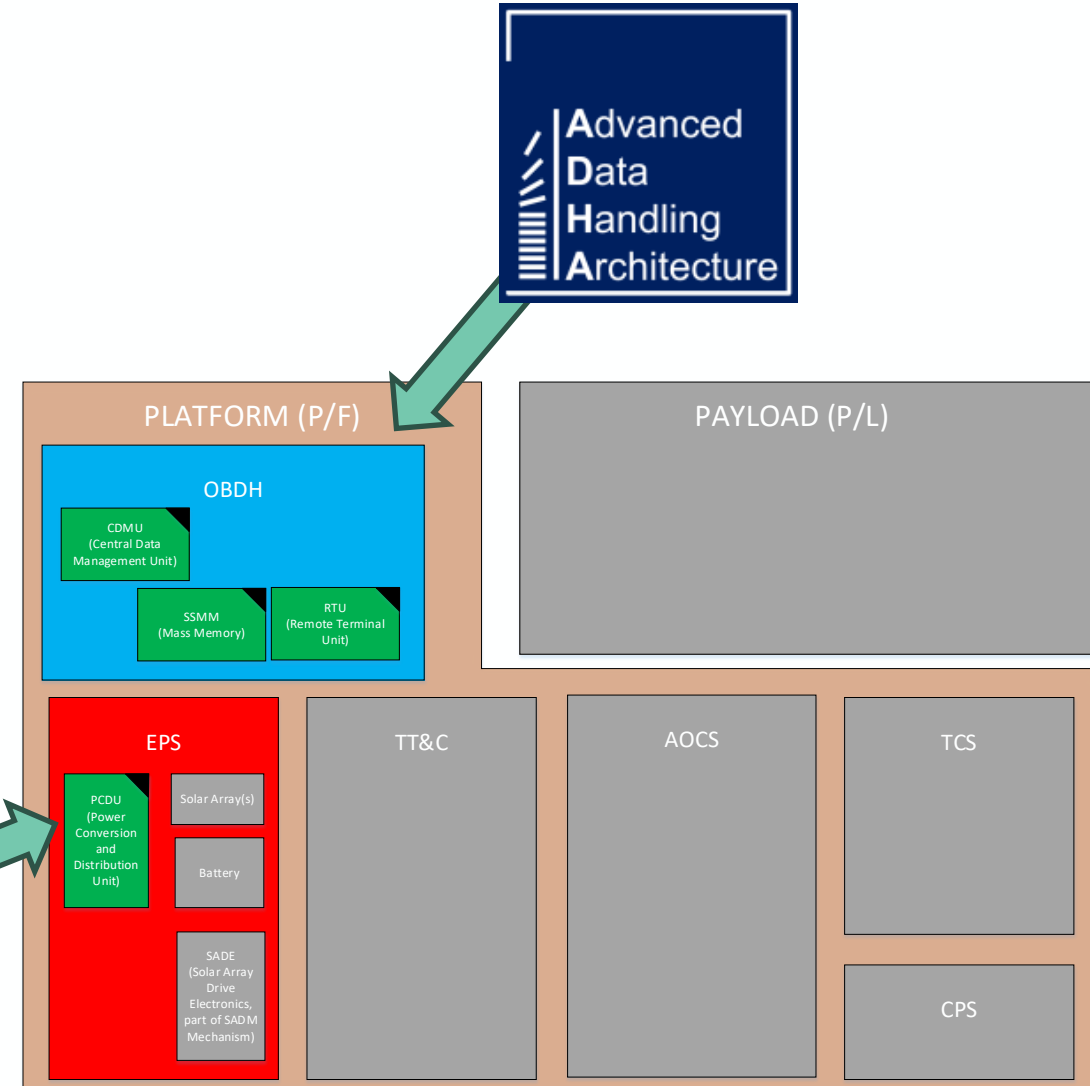 Advanced
Data
Handling
Architecture
PLATFORM (P/F)
PAYLOAD (P/L)
OBDH
CDMU
(Central Data
Management Unit)
SSMM
(Mass Memory)
RTU
(Remote Terminal
Unit)
EPS
PCDU
(Power
Conversion
and
Distribution
Unit)
Solar Array(s)
Battery
SADE
(Solar Array
Drive
Electronics,
part of SADM
Mechanism)
TT&C
AOCS
TCS
CPS